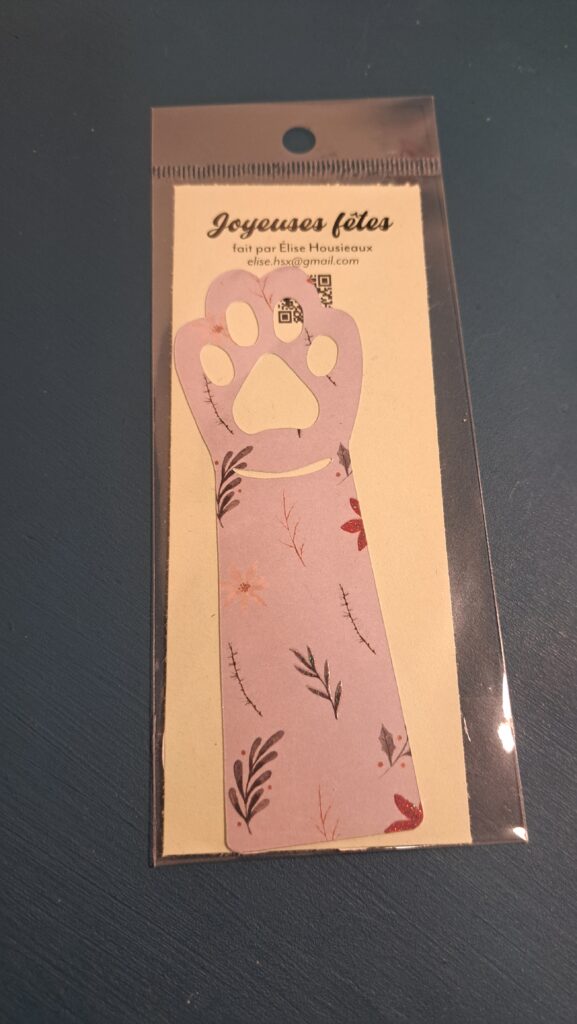 Joyeuses fêtes
fait par Élise Housieaux
elise.hsx@gmail.com